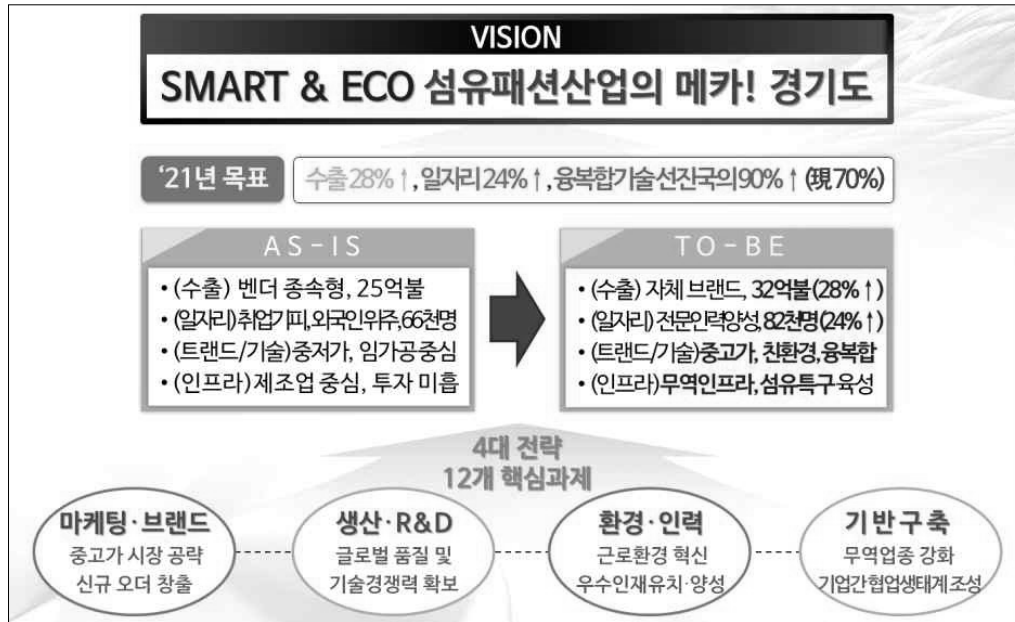 VISION
SMART & ECO 섬유패션산업의 메카! 경기도
‘21년 목표
수출 28% ↑, 일자리 24% ↑, 융복합기술 선진국의 90% ↑ (現 70%)
AS-IS
• (수출) 벤더 종속형, 25억불
• (일자리) 취업기피, 외국인위주, 66천명
• (트랜드/기술) 중저가, 임가공중심
• (인프라) 제조업 중심, 투자 미흡
TO-BE
• (수출) 자체 브랜드, 32억불 (28% ↑)
• (일자리) 전문인력양성, 82천명 (24% ↑)
• (트랜드/기술) 중고가, 친환경, 융복합
• (인프라) 무역인프라, 섬유특구 육성
4대 전략
12개 핵심과제
마케팅·브랜드
중고가 시장 공략
신규 오더 창출
생산·R&D
글로벌 품질 및
기술경쟁력 확보
환경·인력
근로환경 혁신
우수인재유치·양성
기반구축
무역업종 강화
기업간협업생태계조성